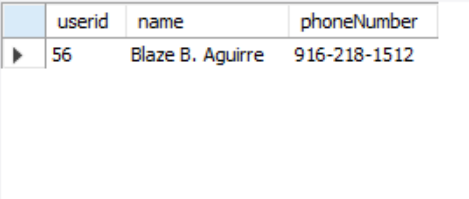 userid name phoneNumber
56 Blaze B. Aguirre 916-218-1512